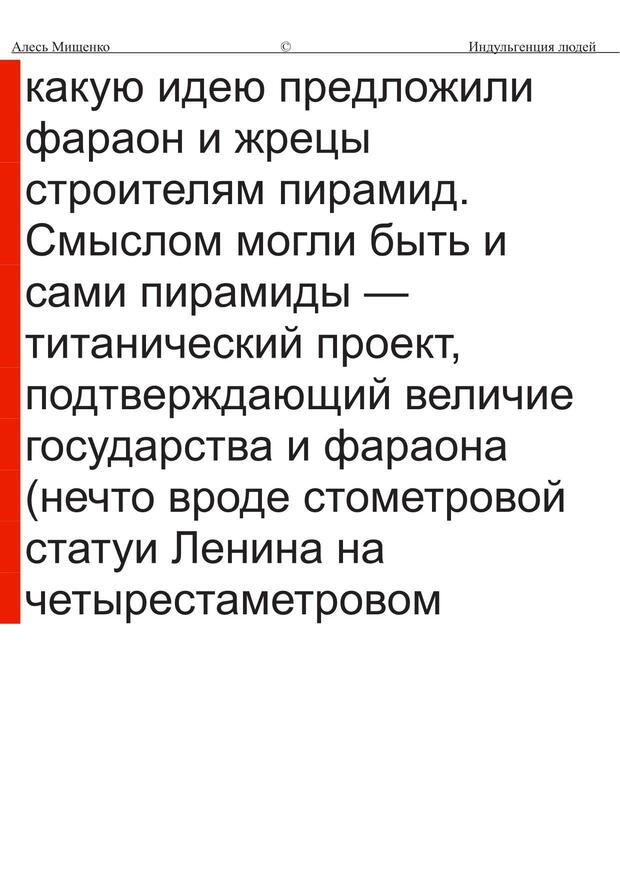 Алесь Мищенко © Индульгенция людей
какую идею предложили
фараон и жрецы
строителям пирамид.
Смыслом могли быть и
сами пирамиды —
титанический проект,
подтверждающий величие
государства и фараона
(нечто вроде стометровой
статуи Ленина на
четырестаметровом